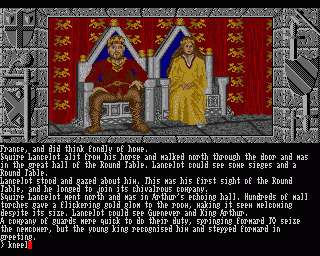 France, and did think fondly of home.
Squire Lancelot alit from his horse and walked north through the door and was
in the great hall of the Round Table. Lancelot could see some sieges and a
Round Table.
Lancelot stood and gazed about him. This was his first sight of the Round
Table, and he longed to join its chivalrous company.
Squire Lancelot went north and was in Arthur's echoing hall. Hundreds of wall
torches gave a flickering gold glow to the room, making it seem welcoming
despite its size. Lancelot could see Guenever and King Arthur.
A company of guards were quick to do their duty, springing forward TO seize
the newcomer, but the young king recognised him and stepped forward in
greeting.
> kneel